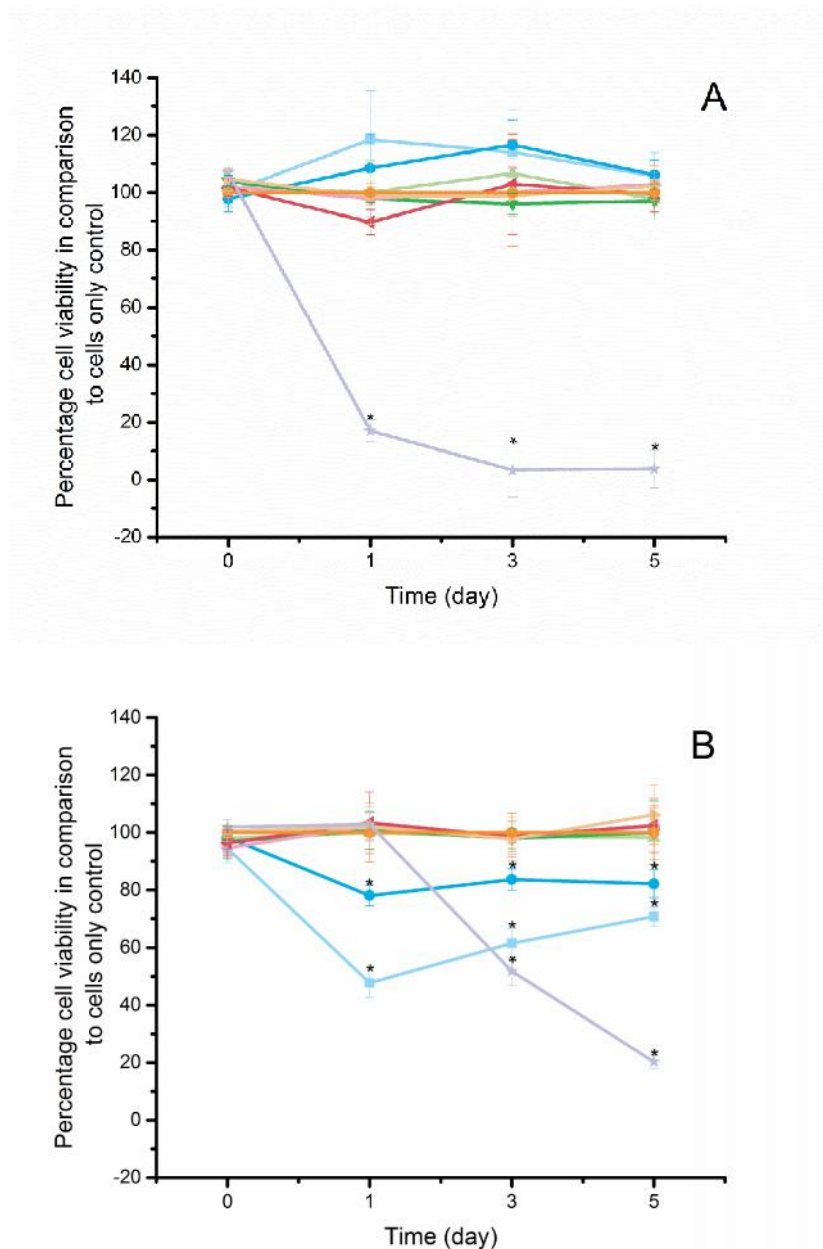 A
140
120
100
80
60
40
20
0
-20
Percentage cell viability in comparison
to cells only control
*
*
*
0 1 3 5
Time (day)
B
140
120
100
80
60
40
20
0
-20
Percentage cell viability in comparison
to cells only control
*
*
*
*
*
*
*
*
0 1 3 5
Time (day)